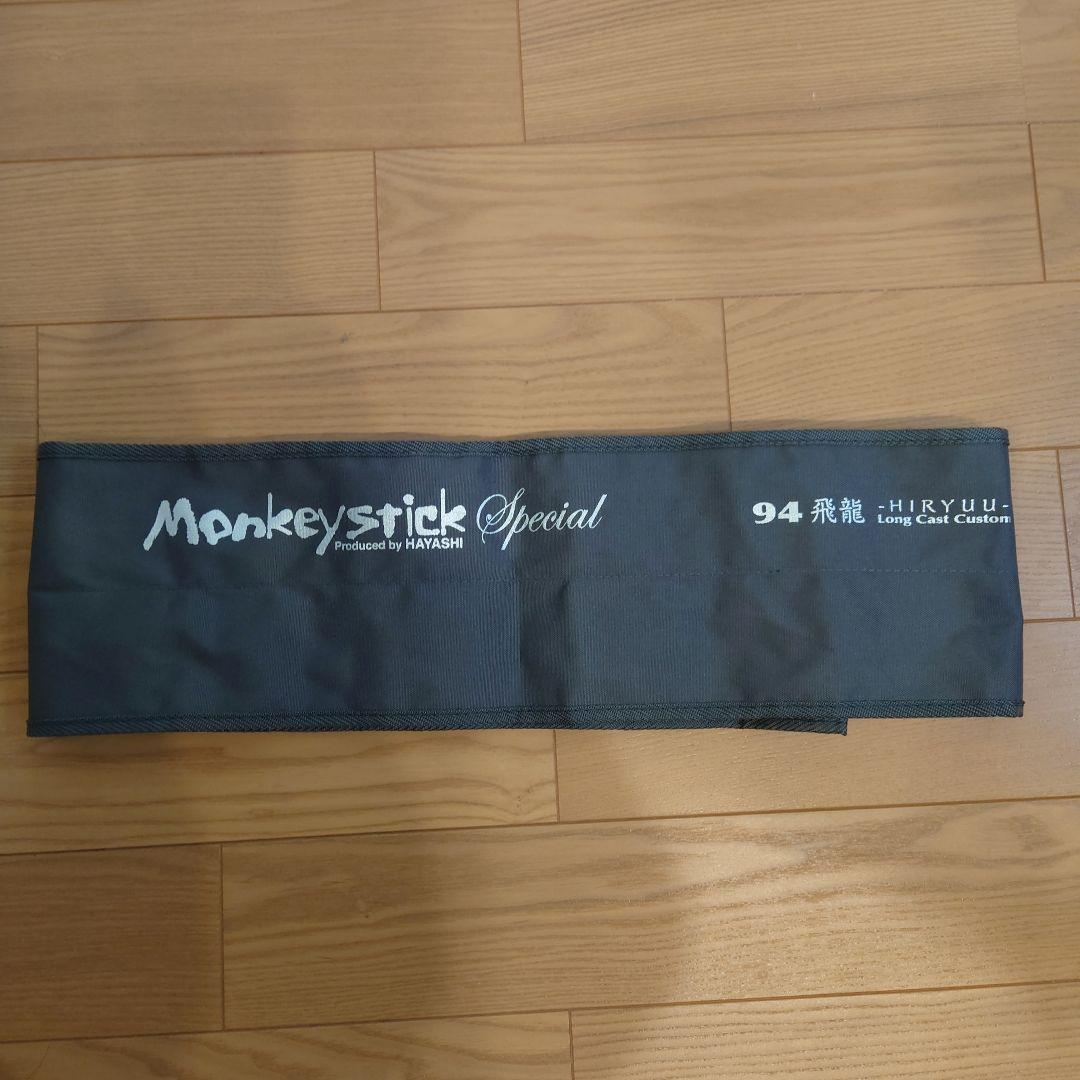 Monkeystick Special
Produced by HAYASHI
94 飛龍 -HIRYUU-
Long Cast Custom